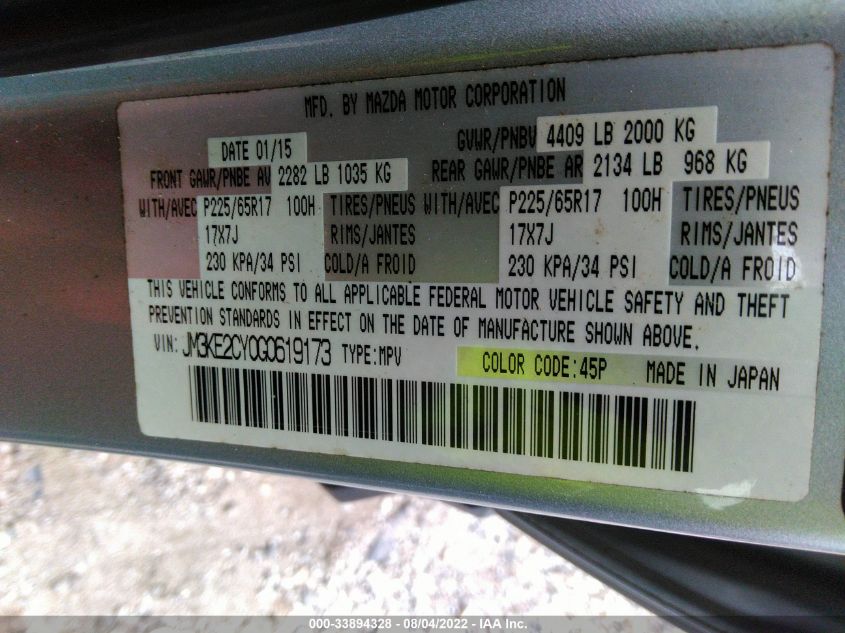 MFD. BY MAZDA MOTOR CORPORATION
DATE 01/15 GVWR/PNBV 4409 LB 2000 KG
FRONT GAWR/PNBE AV 2282 LB 1035 KG REAR GAWR/PNBE AR 2134 LB 968 KG
WITH/AVEC P225/65R17 100H TIRES/PNEUS WITH/AVEC P225/65R17 100H TIRES/PNEUS
17X7J RIMS/JANTES 17X7J RIMS/JANTES
230 KPA/34 PSI COLD/A FROID 230 KPA/34 PSI COLD/A FROID
THIS VEHICLE CONFORMS TO ALL APPLICABLE FEDERAL MOTOR VEHICLE SAFETY AND THEFT
PREVENTION STANDARDS IN EFFECT ON THE DATE OF MANUFACTURE SHOWN ABOVE.
VIN: JM3KE2CY0G0619173 TYPE:MPV COLOR CODE:45P MADE IN JAPAN
000-33894328 - 08/04/2022 - IAA Inc.